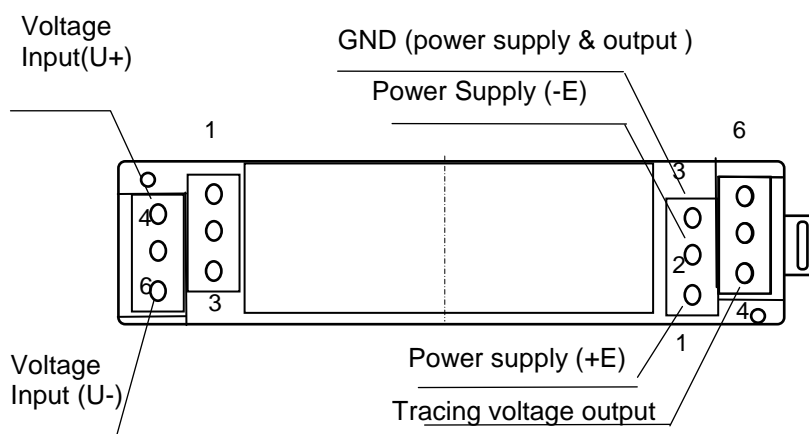 Voltage
Input(U+)
GND (power supply & output )
Power Supply (-E)
1
6
3
4
2
6
3
4
1
Voltage
Input (U-)
Power supply (+E)
Tracing voltage output